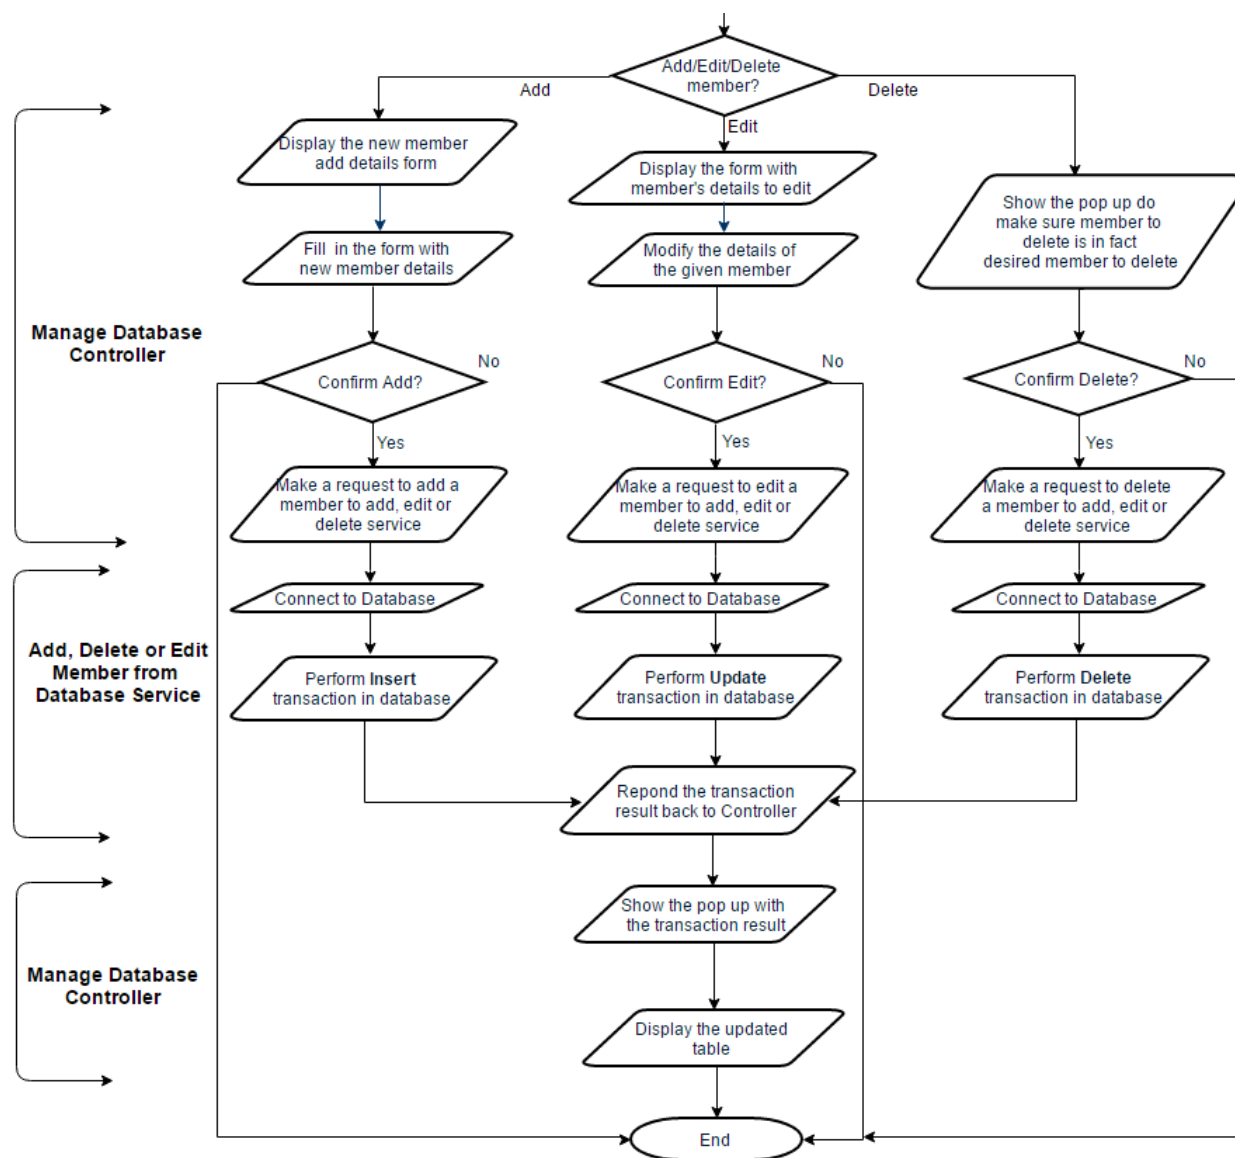 Add/Edit/Delete
member?
Add
Delete
Edit
Display the new member
add details form
Display the form with
member's details to edit
Show the pop up do
make sure member to
delete is in fact
desired member to delete
Fill in the form with
new member details
Modify the details of
the given member
Manage Database
Controller
Confirm Add?
No
Confirm Edit?
No
Confirm Delete?
No
Yes
Yes
Yes
Make a request to add a
member to add, edit or
delete service
Make a request to edit a
member to add, edit or
delete service
Make a request to delete
a member to add, edit or
delete service
Connect to Database
Connect to Database
Connect to Database
Add, Delete or Edit
Member from
Database Service
Perform Insert
transaction in database
Perform Update
transaction in database
Perform Delete
transaction in database
Repond the transaction
result back to Controller
Show the pop up with
the transaction result
Manage Database
Controller
Display the updated
table
End